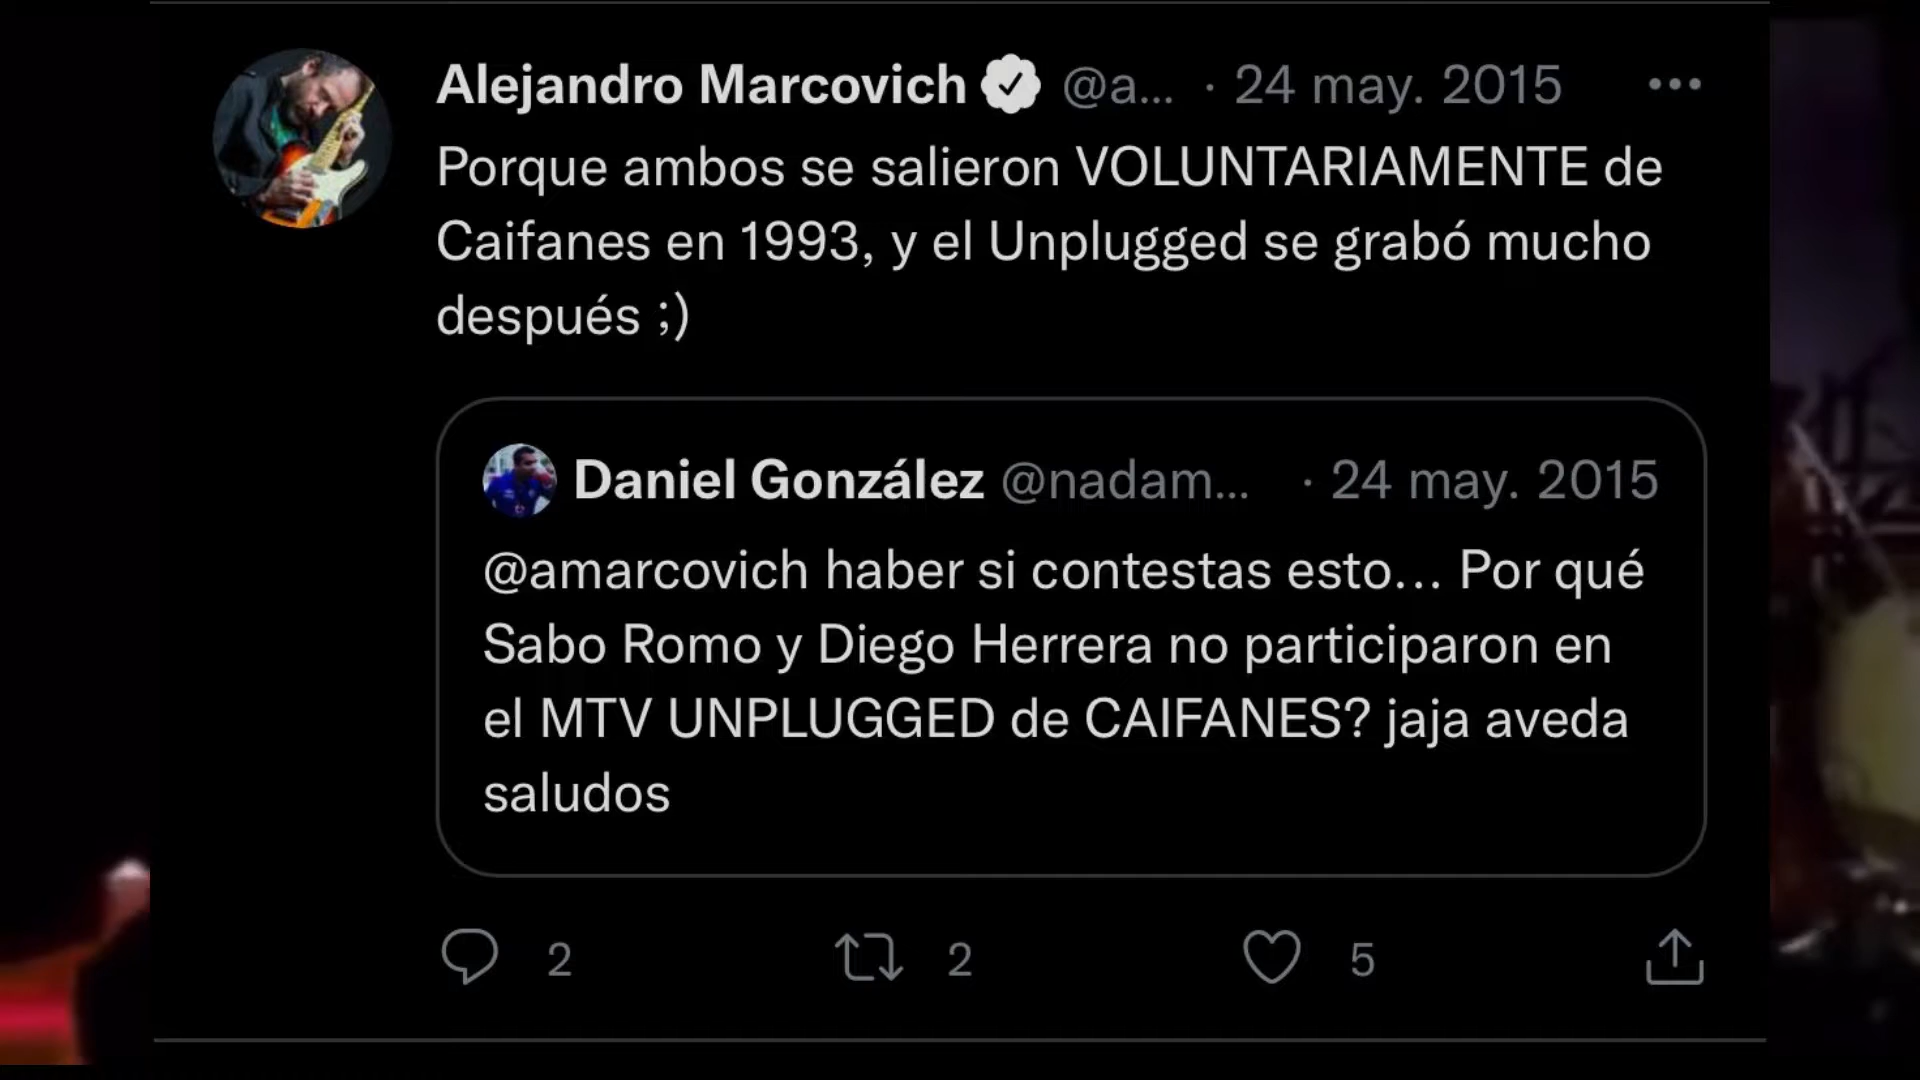 Alejandro Marcovich @a... · 24 may. 2015
Porque ambos se salieron VOLUNTARIAMENTE de
Caifanes en 1993, y el Unplugged se grabó mucho
después ;)
Daniel González @nadam... · 24 may. 2015
@amarcovich haber si contestas esto... Por qué
Sabo Romo y Diego Herrera no participaron en
el MTV UNPLUGGED de CAIFANES? jaja aveda
saludos
2 2 5